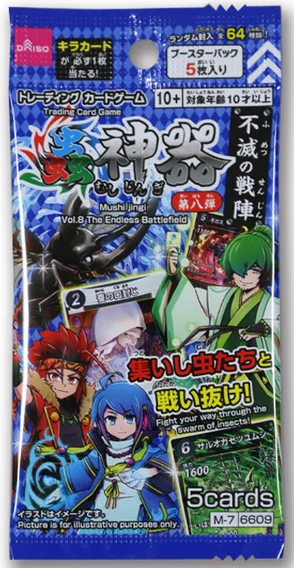 DAISO
キラカード
が必ず1枚
当たる!
ランダム封入 全64種類!
ブースターパック
5枚入り
トレーディング カードゲーム
Trading Card Game
10+ 対象年齢10才以上
蟲神器
むしじんぎ
第八弾
Mushi jingi
Vol.8 The Endless Battlefield
不滅の戦陣
ふめつ せんじん
2
5
集いし虫たちと
戦い抜け!
Fight your way through the
swarm of insects!
6 サルオガセツユムシ
1600
5cards
イラストはイメージです。
Picture is for illustrative purposes only.
M-7 6609